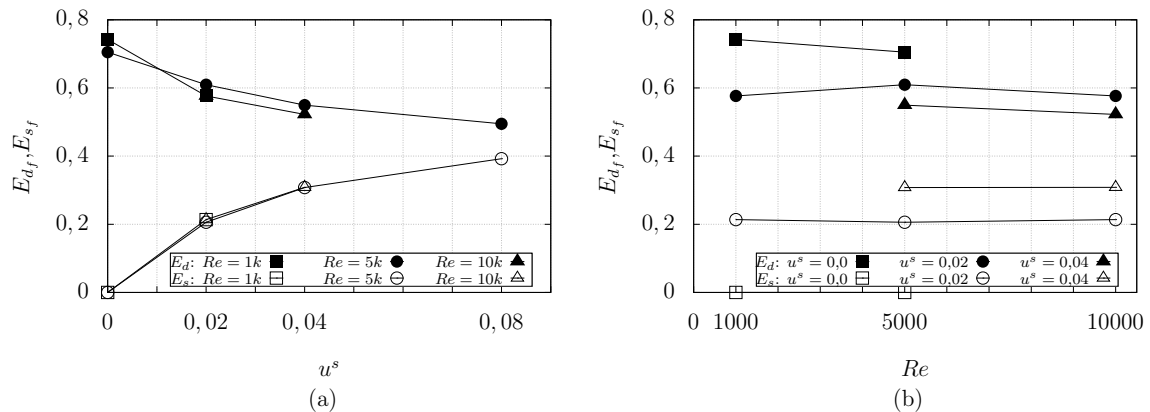 0,8
0,6
0,4
0,2
0
E_{d_f},E_{s_f}
E_d: Re = 1k Re = 5k Re = 10k
E_s: Re = 1k Re = 5k Re = 10k
0 0,02 0,04 0,08
u^s
(a)
0,8
0,6
0,4
0,2
0
E_{d_f},E_{s_f}
E_d: u^s = 0,0 u^s = 0,02 u^s = 0,04
E_s: u^s = 0,0 u^s = 0,02 u^s = 0,04
0 1000 5000 10000
Re
(b)